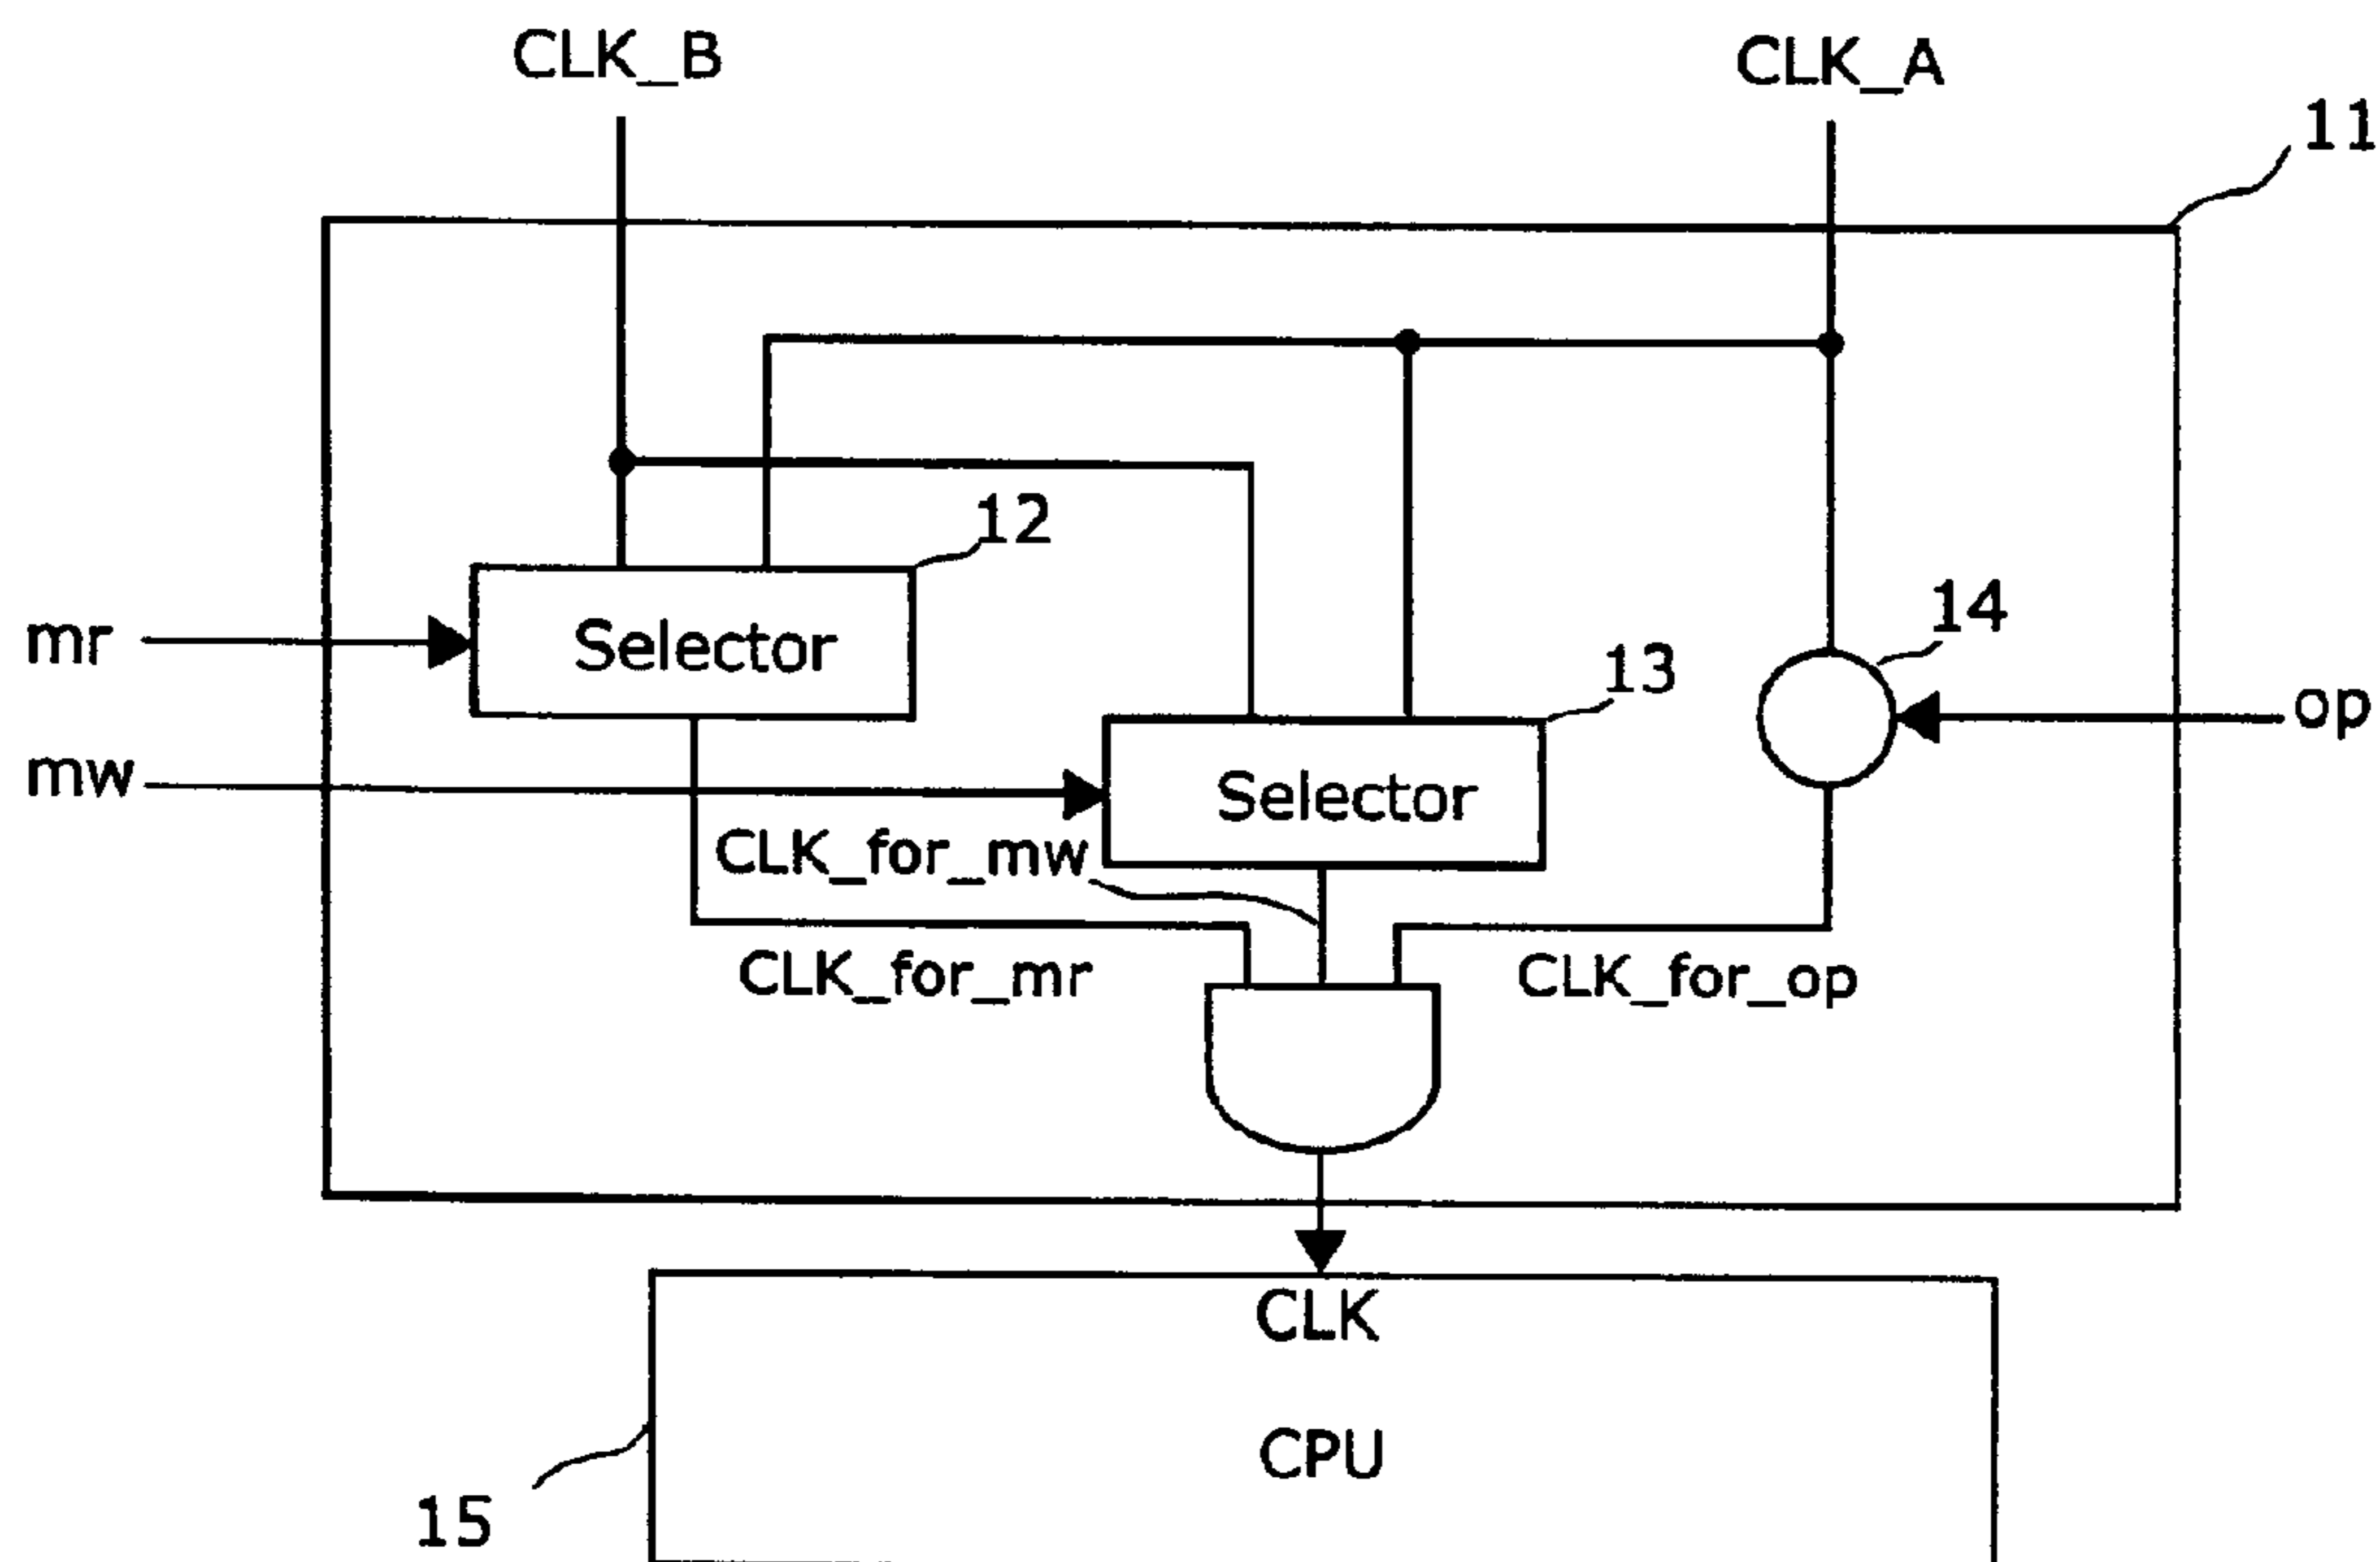 CLK_B
CLK_A
11
12
Selector
mr
14
13
op
mw
Selector
CLK_for_mw
CLK_for_mr
CLK_for_op
CLK
CPU
15